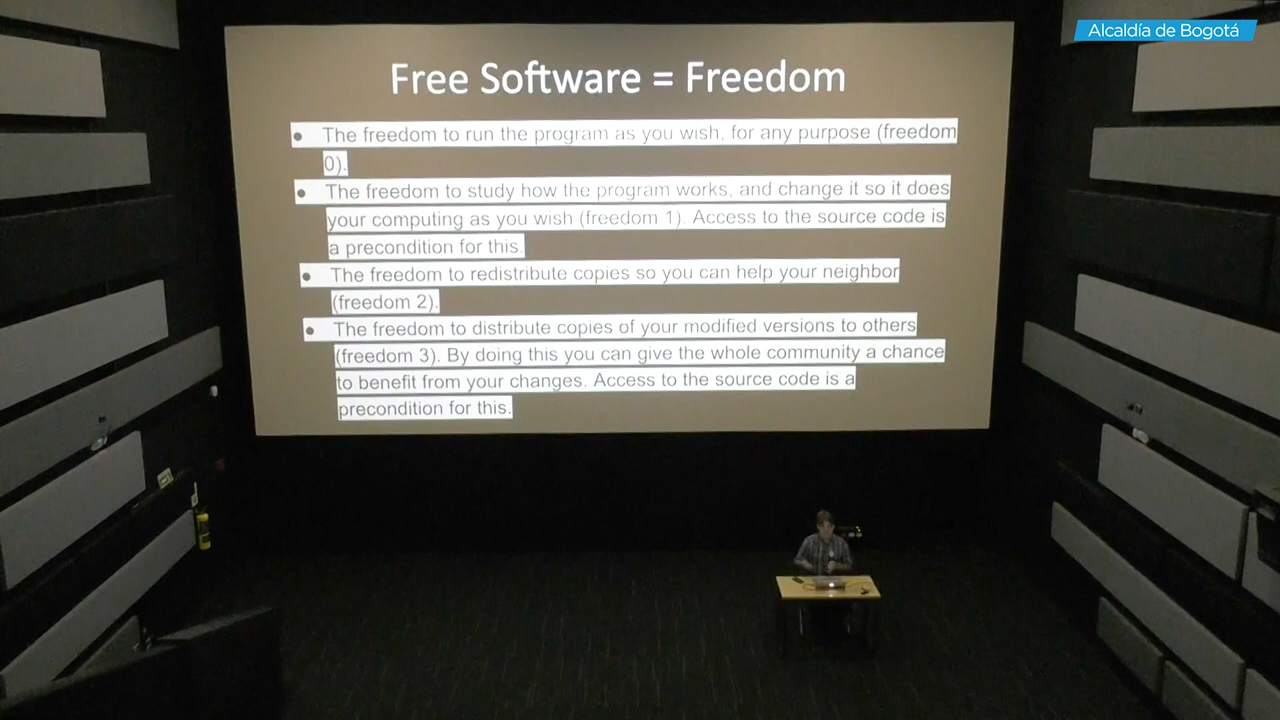 Alcaldía de Bogotá
Free Software = Freedom
● The freedom to run the program as you wish, for any purpose (freedom
0).
● The freedom to study how the program works, and change it so it does
your computing as you wish (freedom 1). Access to the source code is
a precondition for this.
● The freedom to redistribute copies so you can help your neighbor
(freedom 2).
● The freedom to distribute copies of your modified versions to others
(freedom 3). By doing this you can give the whole community a chance
to benefit from your changes. Access to the source code is a
precondition for this.